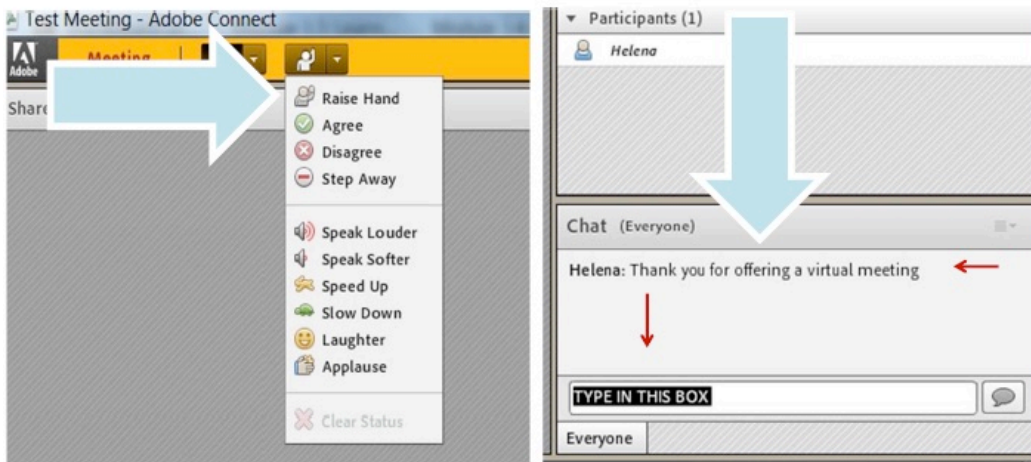 Test Meeting - Adobe Connect
Adobe
Meeting
Share
Raise Hand
Agree
Disagree
Step Away
Speak Louder
Speak Softer
Speed Up
Slow Down
Laughter
Applause
Clear Status
Participants (1)
Helena
Chat (Everyone)
Helena: Thank you for offering a virtual meeting
TYPE IN THIS BOX
Everyone